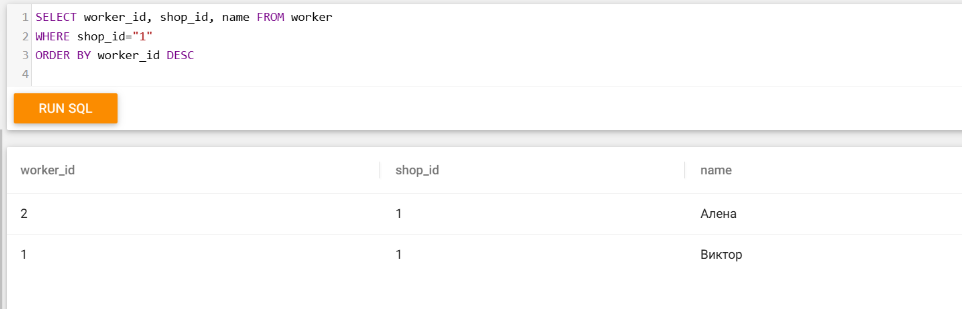 1 SELECT worker_id, shop_id, name FROM worker
2 WHERE shop_id="1"
3 ORDER BY worker_id DESC
4
RUN SQL
worker_id shop_id name
2 1 Алена
1 1 Виктор